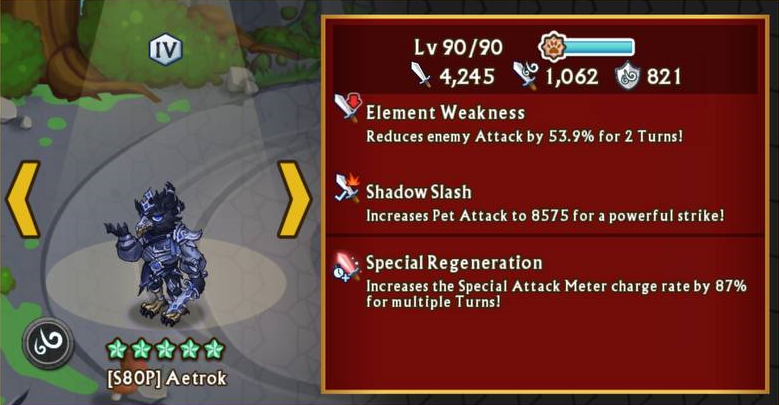 IV
Lv 90/90
4,245 1,062 821
Element Weakness
Reduces enemy Attack by 53.9% for 2 Turns!
Shadow Slash
Increases Pet Attack to 8575 for a powerful strike!
Special Regeneration
Increases the Special Attack Meter charge rate by 87%
for multiple Turns!
[S80P] Aetrok